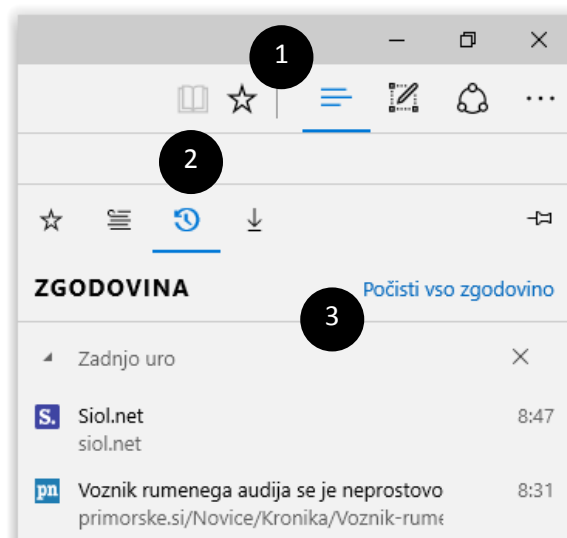 1
2
ZGODOVINA
Počisti vso zgodovino
3
Zadnjo uro
S. Siol.net 8:47
siol.net
pn Voznik rumenega audija se je neprostovo 8:31
primorske.si/Novice/Kronika/Voznik-rume